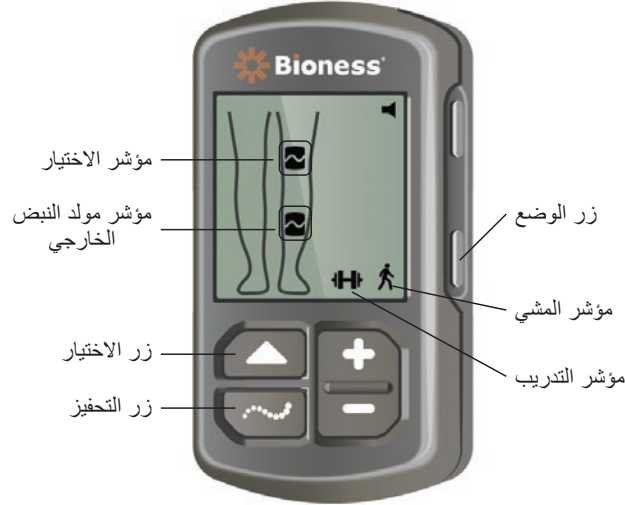 Bioness
مؤشر الاختيار
مؤشر مولد النبض
الخارجي
زر الوضع
مؤشر المشي
زر الاختيار
مؤشر التدريب
زر التحفيز